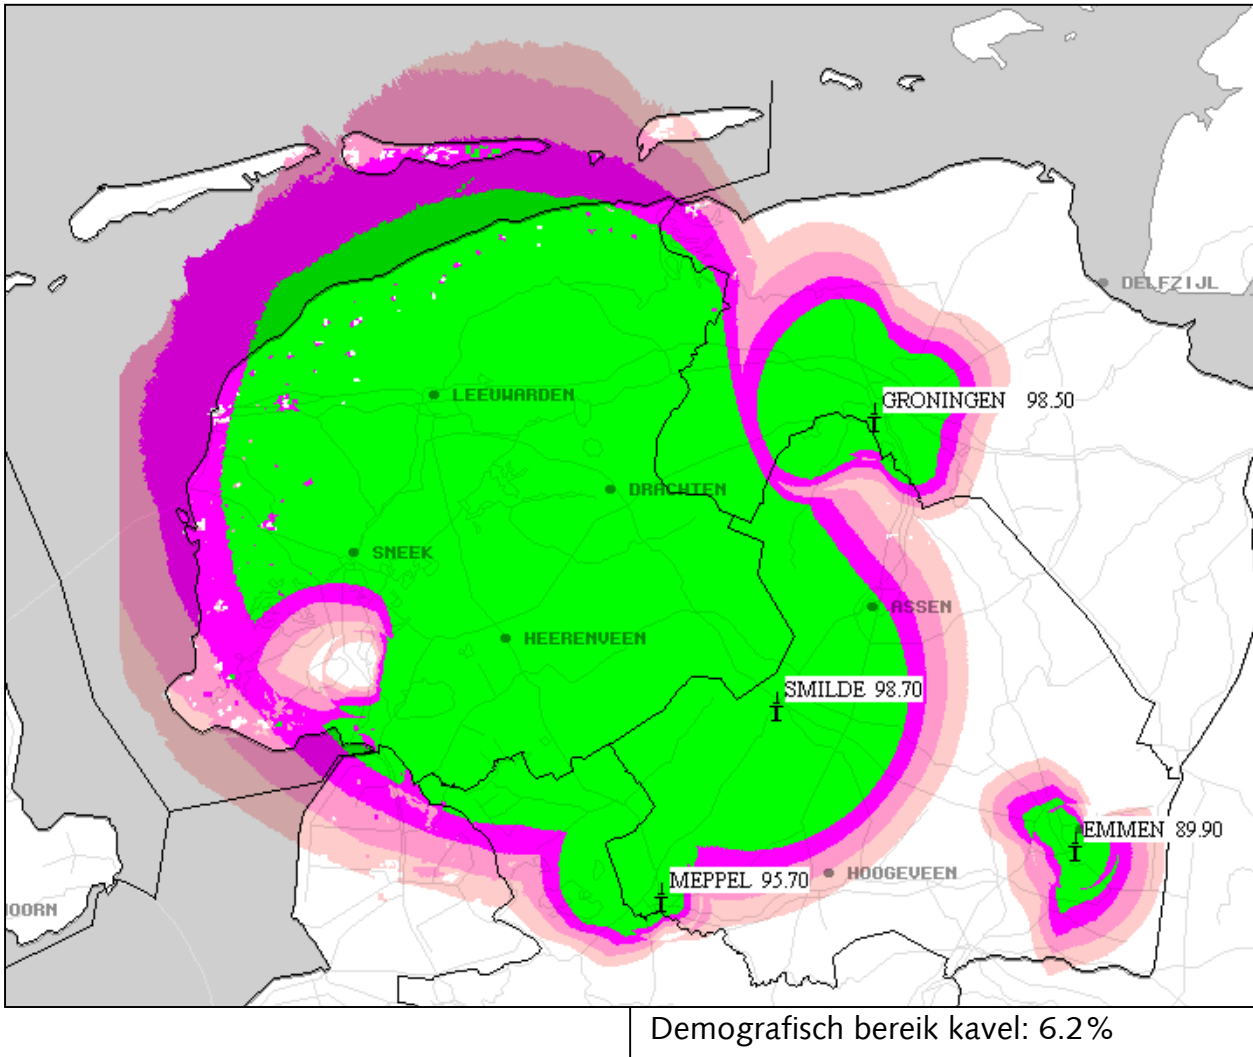 DELFZIJL
LEEUWARDEN
GRONINGEN 98.50
DRACHTEN
SNEEK
ASSEN
HEERENVEEN
SMILDE 98.70
EMMEN 89.90
MEPPEL 95.70
HOOGEVEEN
OORN
Demografisch bereik kavel: 6.2%